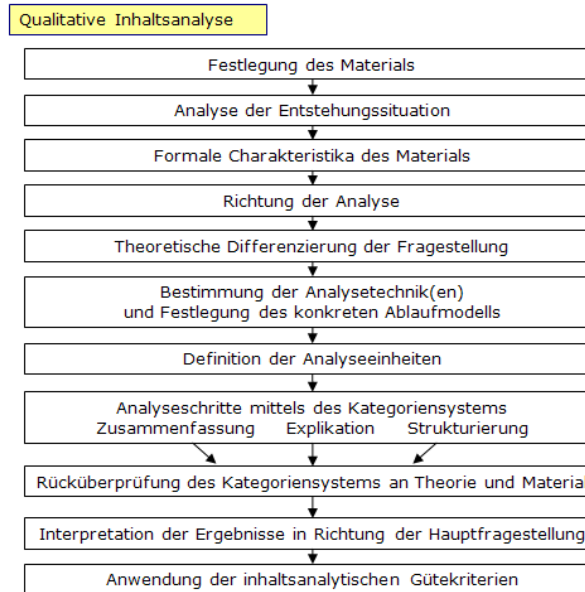 Qualitative Inhaltsanalyse
Festlegung des Materials
Analyse der Entstehungssituation
Formale Charakteristika des Materials
Richtung der Analyse
Theoretische Differenzierung der Fragestellung
Bestimmung der Analysetechnik(en)
und Festlegung des konkreten Ablaufmodells
Definition der Analyseeinheiten
Analyseschritte mittels des Kategoriensystems
Zusammenfassung Explikation Strukturierung
Rücküberprüfung des Kategoriensystems an Theorie und Material
Interpretation der Ergebnisse in Richtung der Hauptfragestellung
Anwendung der inhaltsanalytischen Gütekriterien